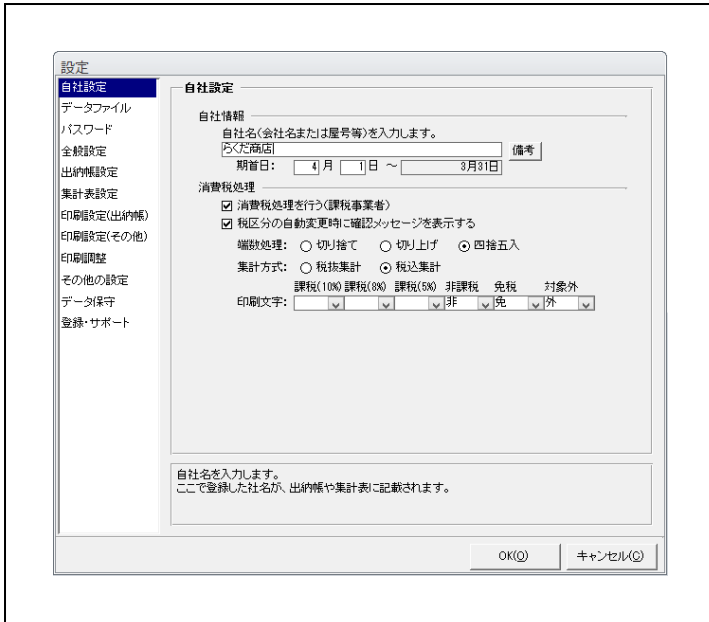 設定
自社設定
データファイル
パスワード
全般設定
出納帳設定
集計表設定
印刷設定(出納帳)
印刷設定(その他)
印刷調整
その他の設定
データ保守
登録・サポート
自社設定
自社情報
自社名(会社名または屋号等)を入力します。
らくだ商店 備考
期首日: 4 月 1 日 ～ 3月31日
消費税処理
消費税処理を行う(課税事業者)
税区分の自動変更時に確認メッセージを表示する
端数処理: 切り捨て 切り上げ 四捨五入
集計方式: 税抜集計 税込集計
課税(10%) 課税(8%) 課税(5%) 非課税 免税 対象外
印刷文字: 非 免 外
自社名を入力します。
ここで登録した社名が、出納帳や集計表に記載されます。
OK(O) キャンセル(C)